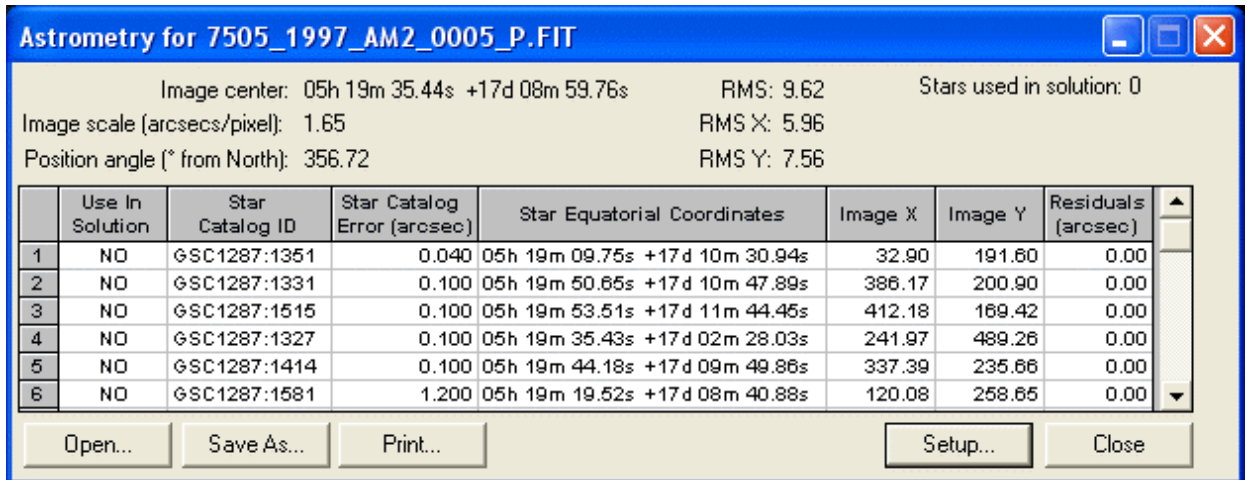 Astrometry for 7505_1997_AM2_0005_P.FIT
Image center: 05h 19m 35.44s +17d 08m 59.76s RMS: 9.62 Stars used in solution: 0
Image scale (arcsecs/pixel): 1.65 RMS X: 5.96
Position angle (° from North): 356.72 RMS Y: 7.56
Use In Solution Star Catalog ID Star Catalog Error (arcsec) Star Equatorial Coordinates Image X Image Y Residuals (arcsec)
1 NO GSC1287:1351 0.040 05h 19m 09.75s +17d 10m 30.94s 32.90 191.60 0.00
2 NO GSC1287:1331 0.100 05h 19m 50.65s +17d 10m 47.89s 386.17 200.90 0.00
3 NO GSC1287:1515 0.100 05h 19m 53.51s +17d 11m 44.45s 412.18 169.42 0.00
4 NO GSC1287:1327 0.100 05h 19m 35.43s +17d 02m 28.03s 241.97 489.26 0.00
5 NO GSC1287:1414 0.100 05h 19m 44.18s +17d 09m 49.86s 337.39 235.66 0.00
6 NO GSC1287:1581 1.200 05h 19m 19.52s +17d 08m 40.88s 120.08 258.65 0.00
Open... Save As... Print... Setup... Close